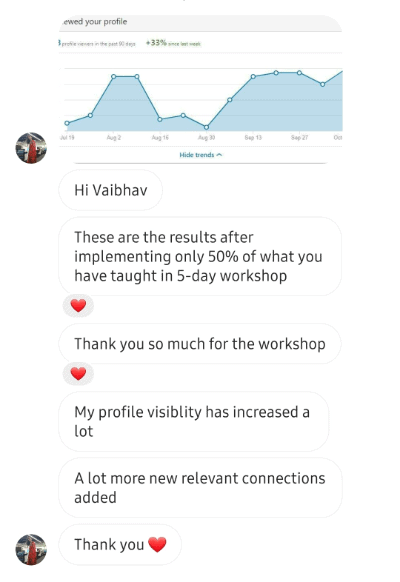 ewed your profile
profile viewers in the past 90 days +33% since last week
Jul 19 Aug 2 Aug 16 Aug 30 Sep 13 Sep 27 Oct
Hide trends
Hi Vaibhav
These are the results after
implementing only 50% of what you
have taught in 5-day workshop
Thank you so much for the workshop
My profile visiblity has increased a
lot
A lot more new relevant connections
added
Thank you